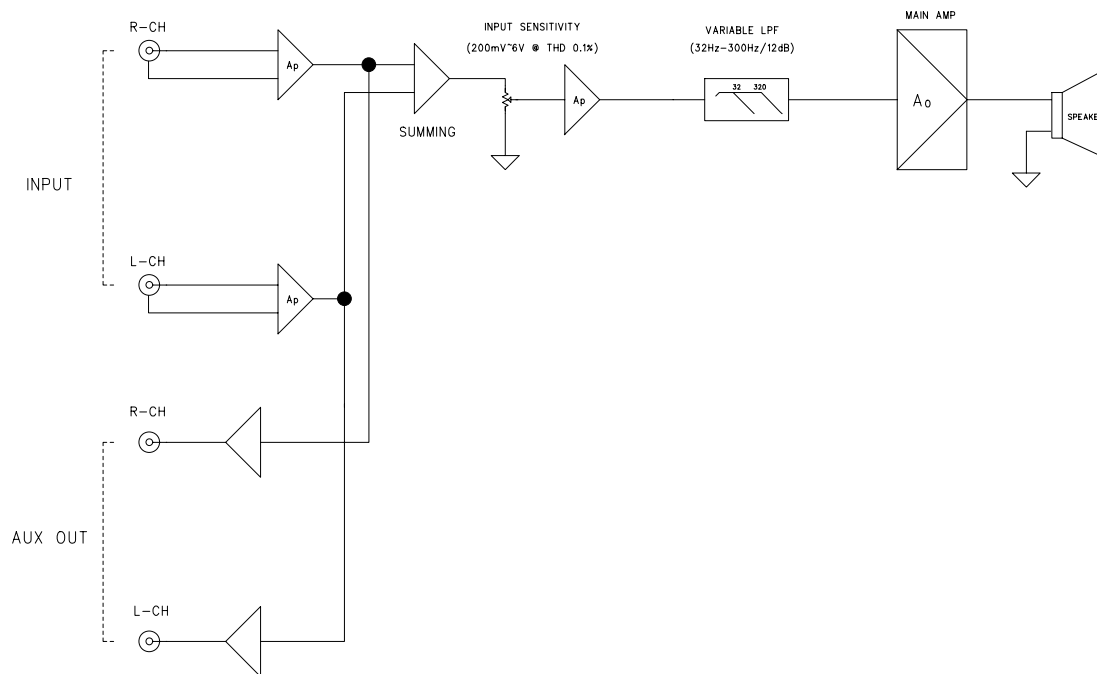 R-CH
INPUT SENSITIVITY
(200mV~6V @ THD 0.1%)
VARIABLE LPF
(32Hz-300Hz/12dB)
MAIN AMP
Ap
SUMMING
Ap
32 320
Ao
SPEAKE
INPUT
L-CH
Ap
R-CH
AUX OUT
L-CH